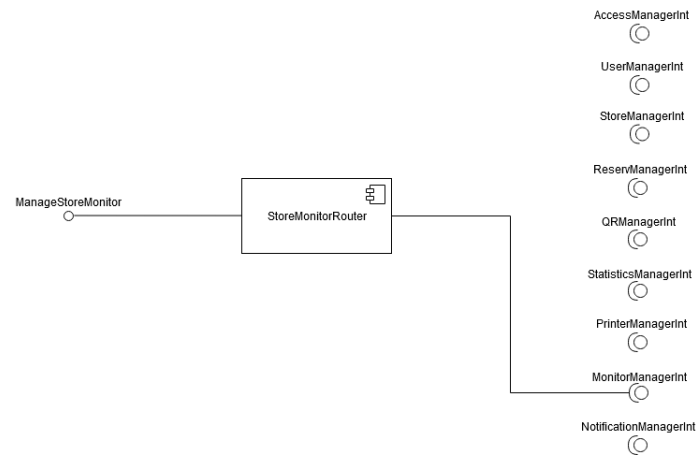 AccessManagerInt
UserManagerInt
StoreManagerInt
ReservManagerInt
ManageStoreMonitor
StoreMonitorRouter
QRManagerInt
StatisticsManagerInt
PrinterManagerInt
MonitorManagerInt
NotificationManagerInt